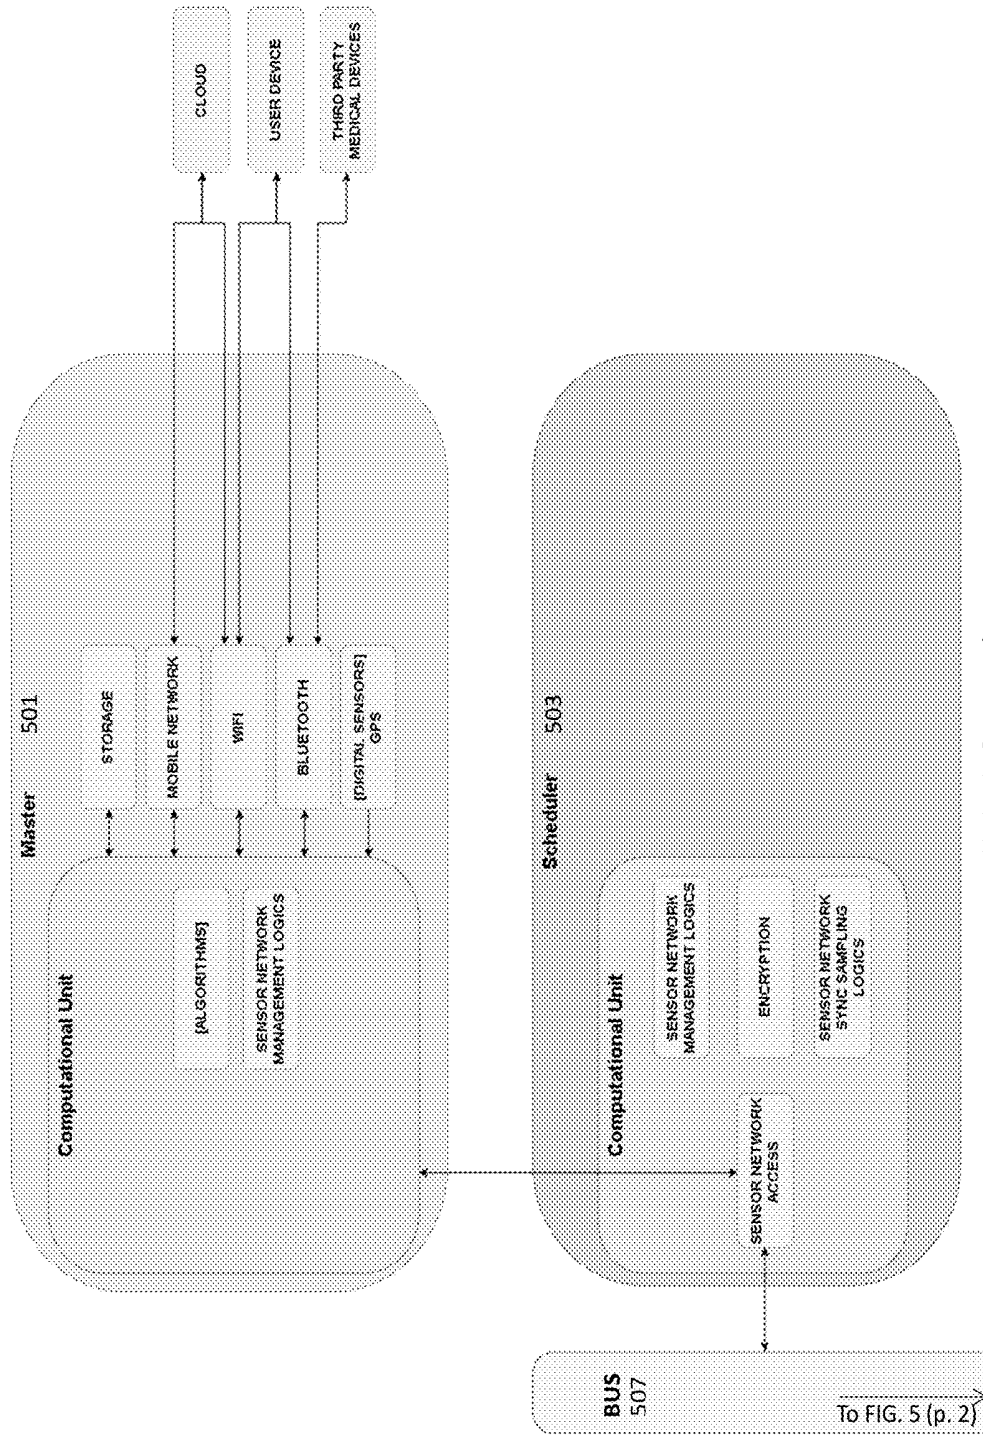 CLOUD
USER DEVICE
THIRD PARTY
MEDICAL DEVICES
Master 501
STORAGE
MOBILE NETWORK
WIFI
BLUETOOTH
[DIGITAL SENSORS]
GPS
Computational Unit
[ALGORITHMS]
SENSOR NETWORK
MANAGEMENT LOGICS
Scheduler 503
Computational Unit
SENSOR NETWORK
MANAGEMENT LOGICS
ENCRYPTION
SENSOR NETWORK
SYNC SAMPLING
LOGICS
SENSOR NETWORK
ACCESS
BUS
507
To FIG. 5 (p. 2)